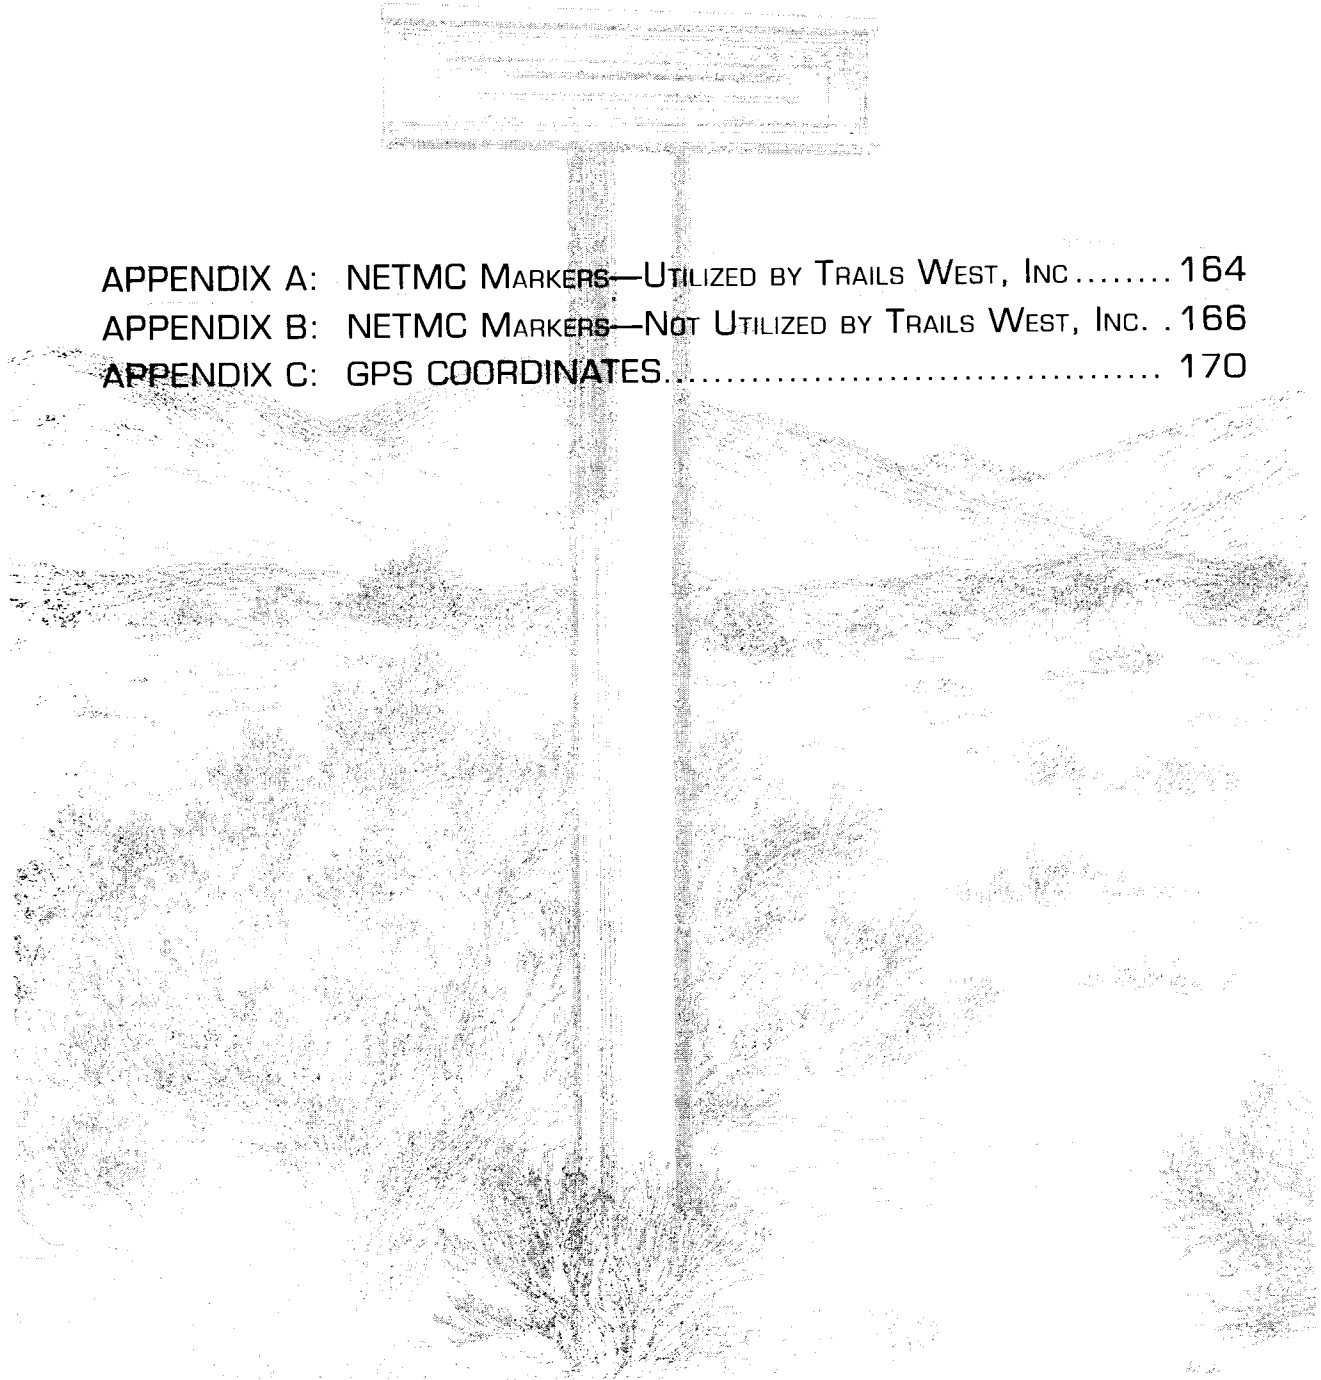 APPENDIX A: NETMC MARKERS—UTILIZED BY TRAILS WEST, INC........164
APPENDIX B: NETMC MARKERS—NOT UTILIZED BY TRAILS WEST, INC. .166
APPENDIX C: GPS COORDINATES....................................... 170